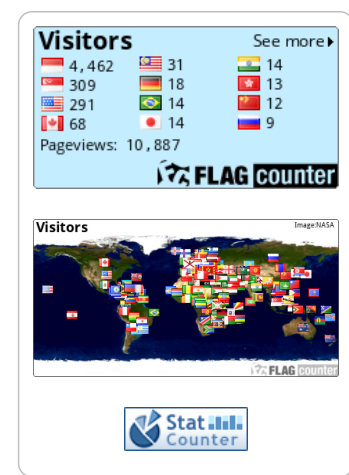 Visitors See more
4,462 31 14
309 18 13
291 14 12
68 14 9
Pageviews: 10,887
FLAG counter
Visitors Image:NASA
FLAG counter
Stat
Counter